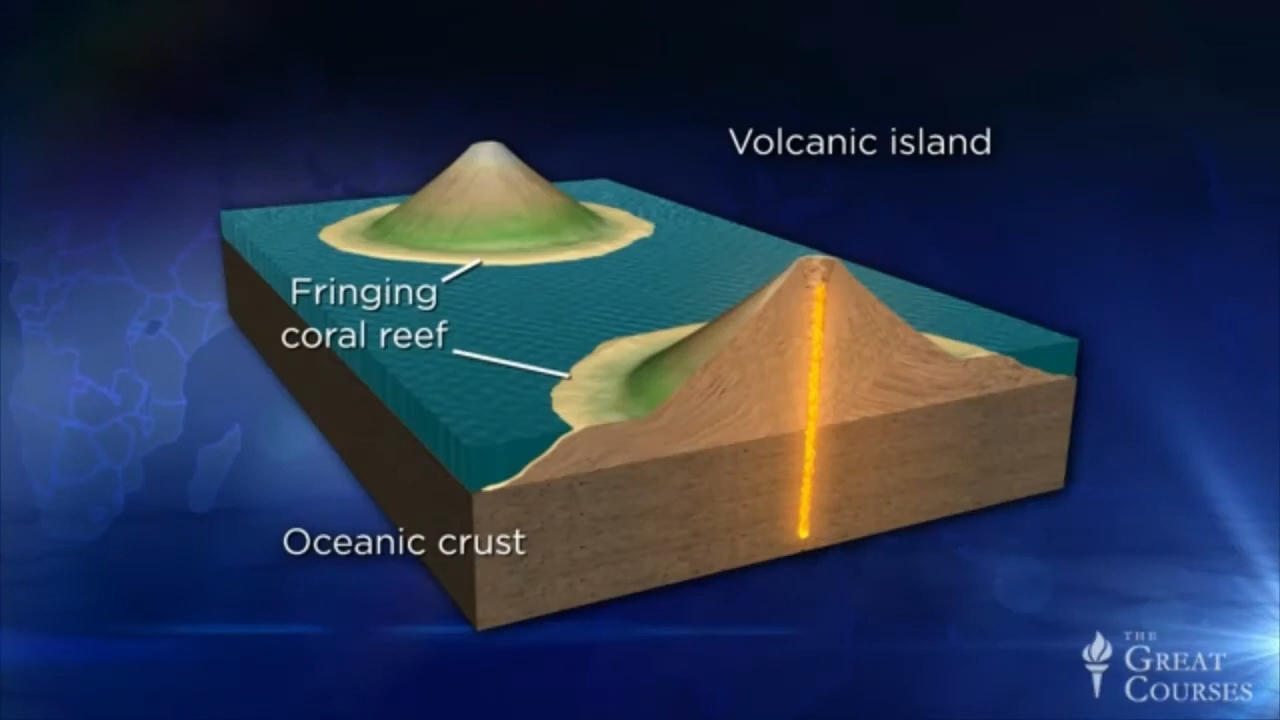 Volcanic island
Fringing
coral reef
Oceanic crust
THE
GREAT
COURSES